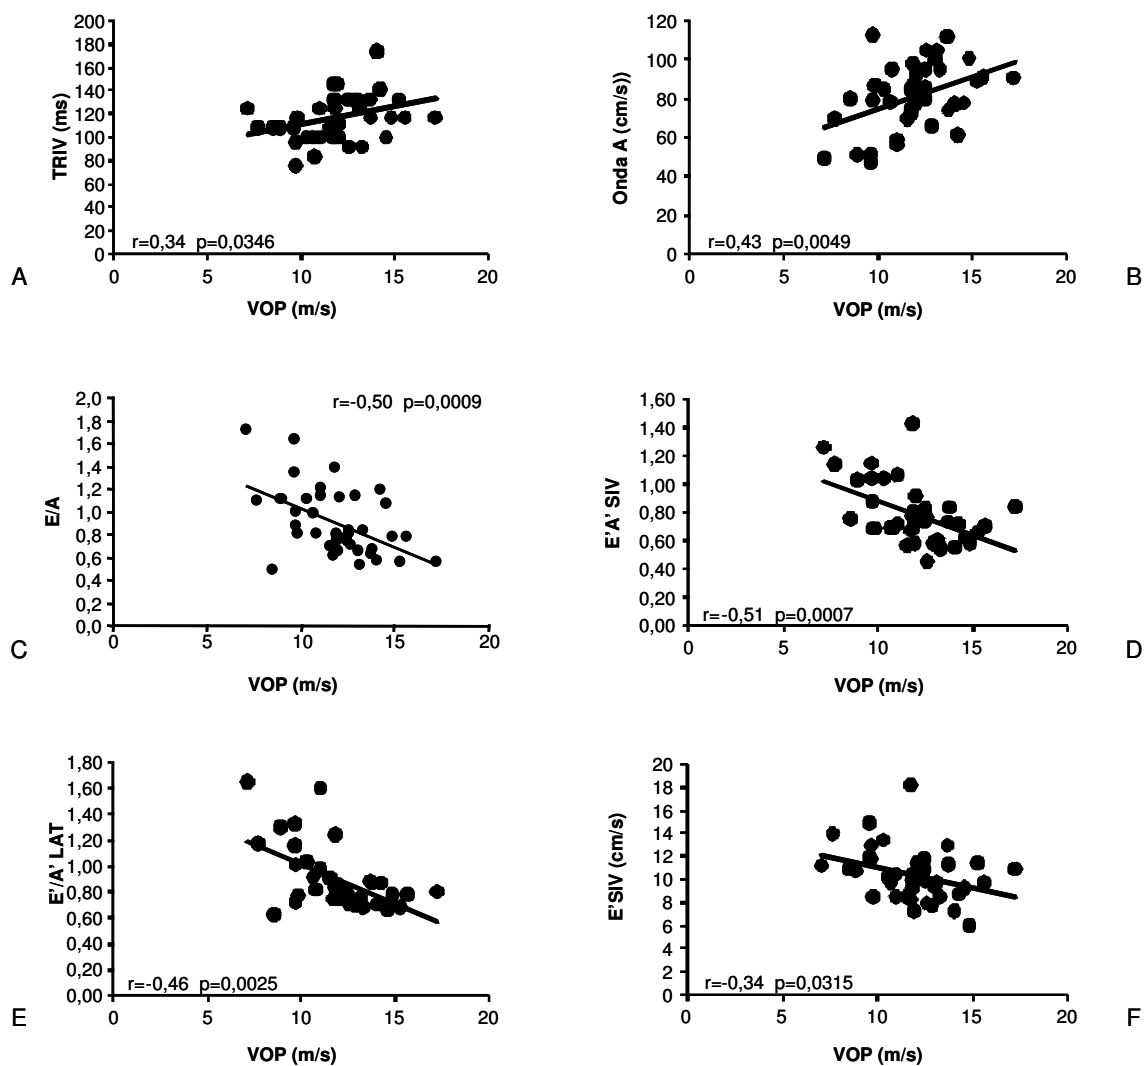 200
180
160
140
120
100
80
60
40
20
0
TRIV (ms)
r=0,34 p=0,0346
0 5 10 15 20
VOP (m/s)
A
120
100
80
60
40
20
0
Onda A (cm/s))
r=0,43 p=0,0049
0 5 10 15 20
VOP (m/s)
B
2,0
1,8
1,6
1,4
1,2
1,0
0,8
0,6
0,4
0,2
0,0
E/A
r=-0,50 p=0,0009
0 5 10 15 20
VOP (m/s)
C
1,60
1,40
1,20
1,00
0,80
0,60
0,40
0,20
0,00
E'A' SIV
r=-0,51 p=0,0007
0 5 10 15 20
VOP (m/s)
D
1,80
1,60
1,40
1,20
1,00
0,80
0,60
0,40
0,20
0,00
E'/A' LAT
r=-0,46 p=0,0025
0 5 10 15 20
VOP (m/s)
E
20
18
16
14
12
10
8
6
4
2
0
E'SIV (cm/s)
r=-0,34 p=0,0315
0 5 10 15 20
VOP (m/s)
F